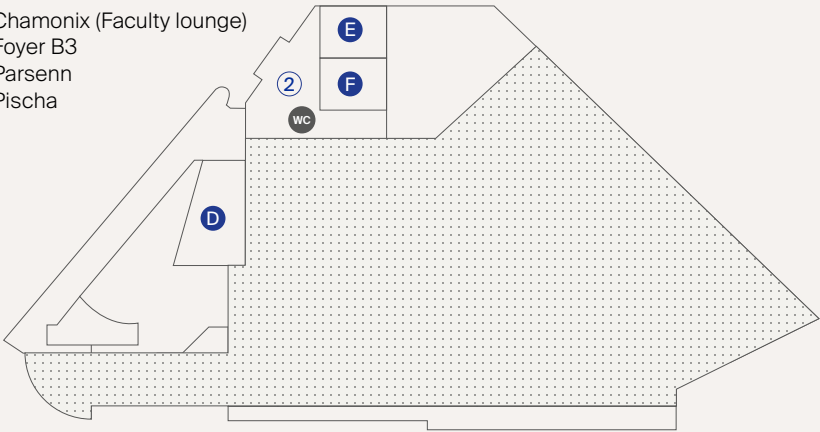 Chamonix (Faculty lounge)
Foyer B3
Parsenn
Pischa
E
2
F
WC
D